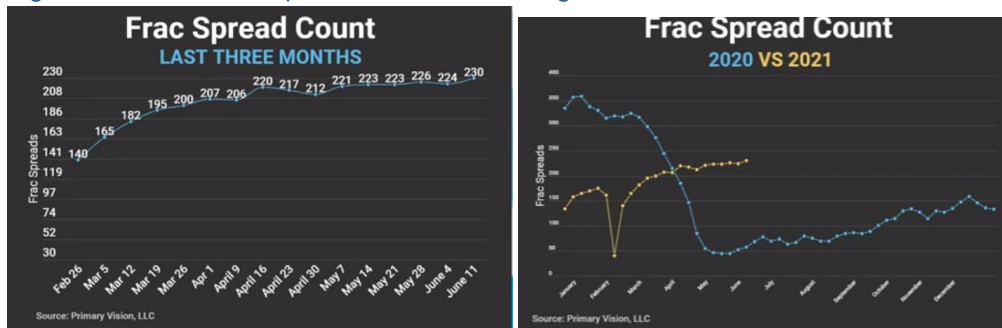 Frac Spread Count
LAST THREE MONTHS
Frac Spreads
230
208
186
163
141
119
97
74
52
30
140
165
182
195
200
207
206
220
217
212
221
223
223
226
224
230
Feb 26
Mar 5
Mar 12
Mar 19
Mar 26
Apr 1
April 9
April 16
April 23
April 30
May 7
May 14
May 21
May 28
June 4
June 11
Source: Primary Vision, LLC
Frac Spread Count
2020 VS 2021
Frac Spreads
400
350
300
250
200
150
100
50
0
January
February
March
April
May
June
July
August
September
October
November
December
Source: Primary Vision, LLC